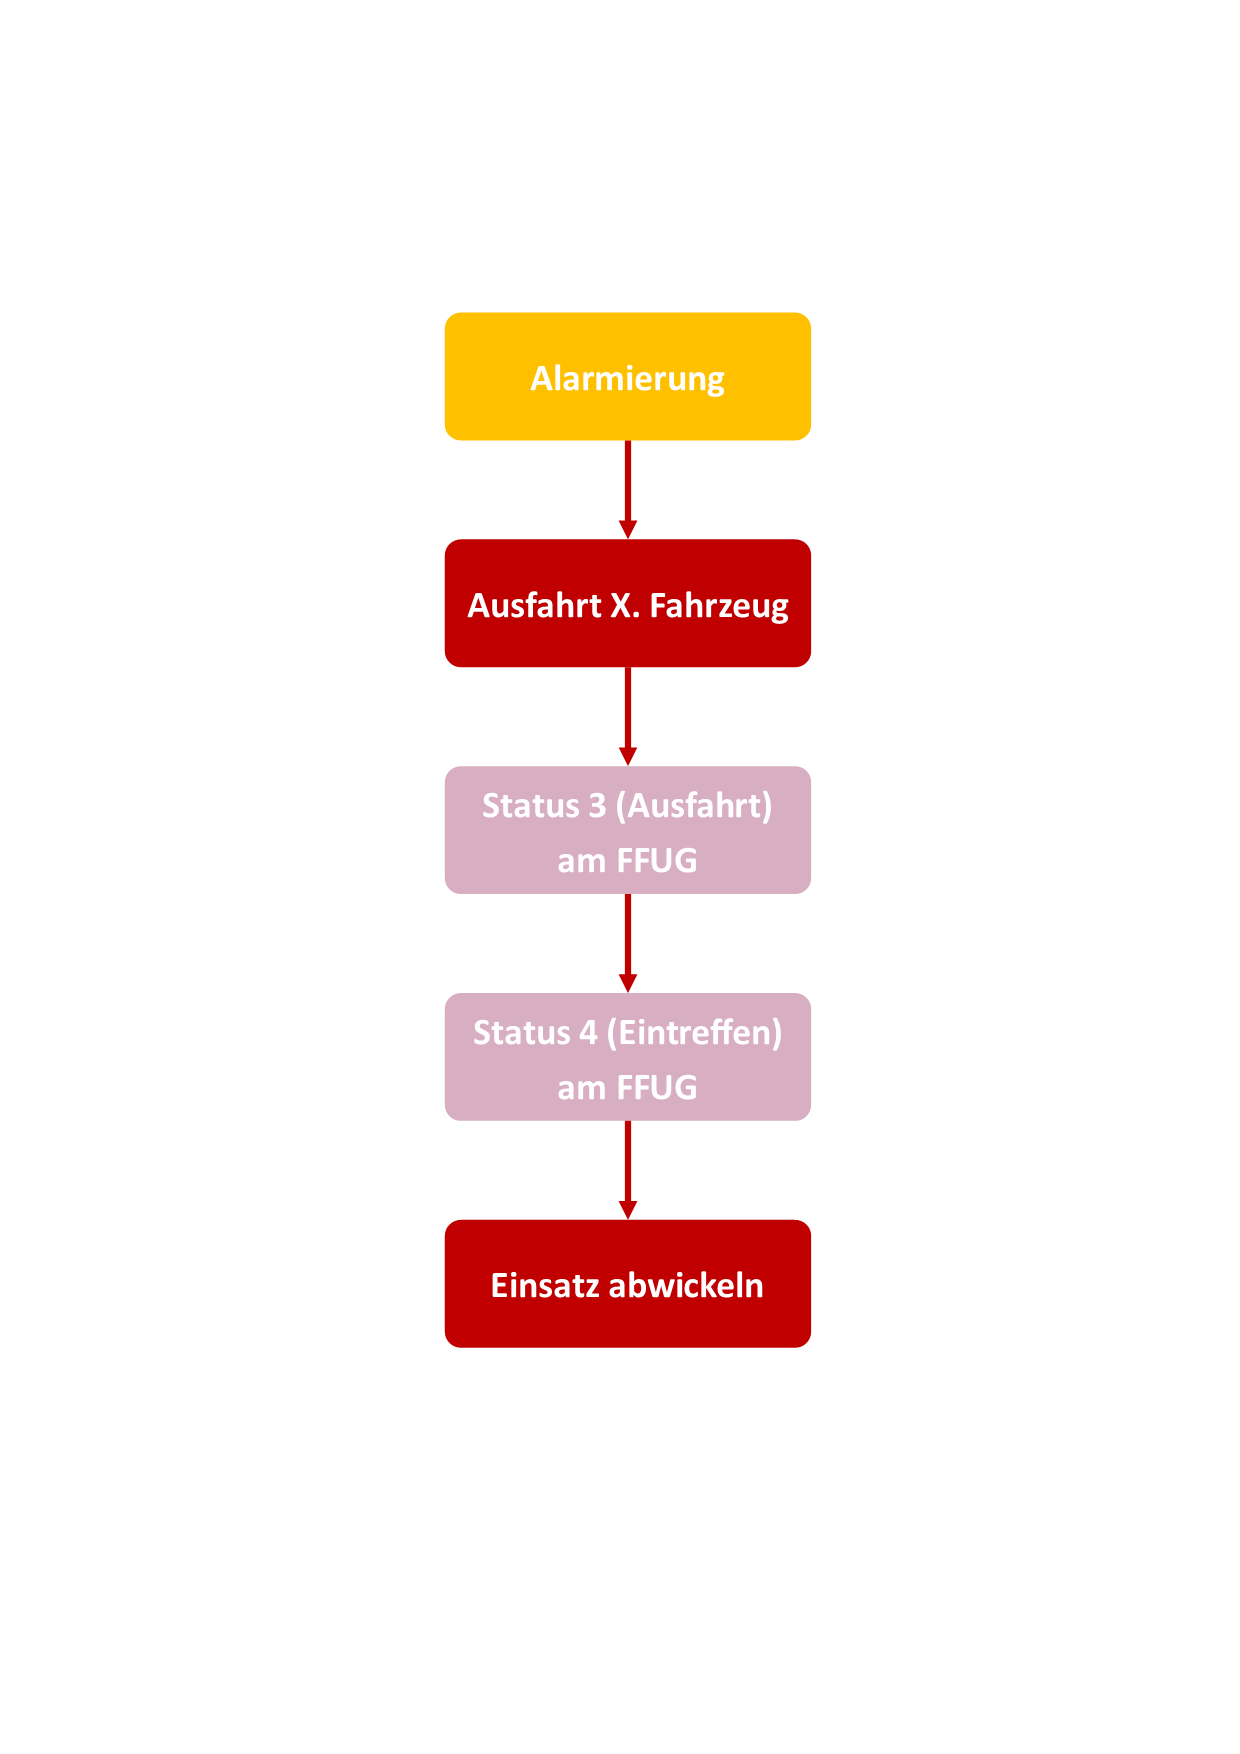 Alarmierung
Ausfahrt X. Fahrzeug
Status 3 (Ausfahrt)
am FFUG
Status 4 (Eintreffen)
am FFUG
Einsatz abwickeln